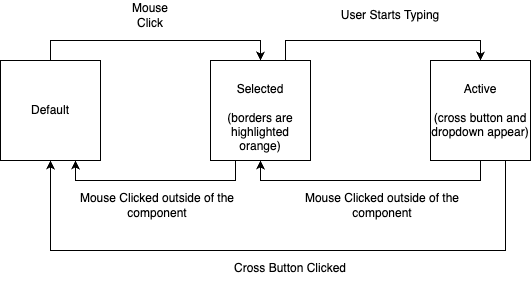 Mouse
Click
User Starts Typing
Default
Selected
(borders are
highlighted
orange)
Active
(cross button and
dropdown appear)
Mouse Clicked outside of the
component
Mouse Clicked outside of the
component
Cross Button Clicked